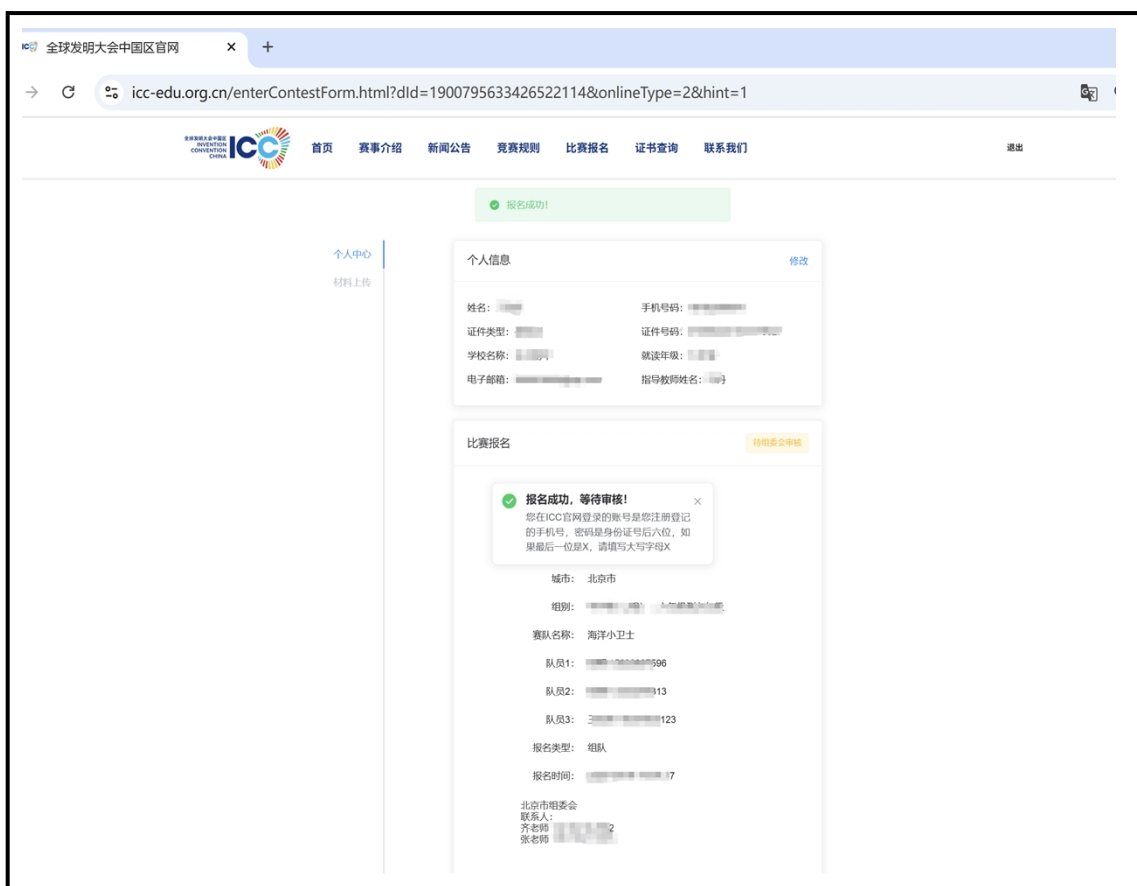 全球发明大会中国区官网
icc-edu.org.cn/enterContestForm.html?dId=1900795633426522114&onlineType=2&hint=1
全球发明大会中国区
INVENTION
CONVENTION
CHINA
ICC
首页 赛事介绍 新闻公告 竞赛规则 比赛报名 证书查询 联系我们 退出
报名成功!
个人中心
材料上传
个人信息 修改
姓名: 手机号码:
证件类型: 证件号码:
学校名称: 就读年级:
电子邮箱: 指导教师姓名:
比赛报名 待组委会审核
报名成功，等待审核！
您在ICC官网登录的账号是您注册登记
的手机号，密码是身份证号后六位，如
果最后一位是X，请填写大写字母X
城市: 北京市
组别:
赛队名称: 海洋小卫士
队员1: 596
队员2: 13
队员3: 123
报名类型: 组队
报名时间: 7
北京市组委会
联系人:
齐老师 2
张老师